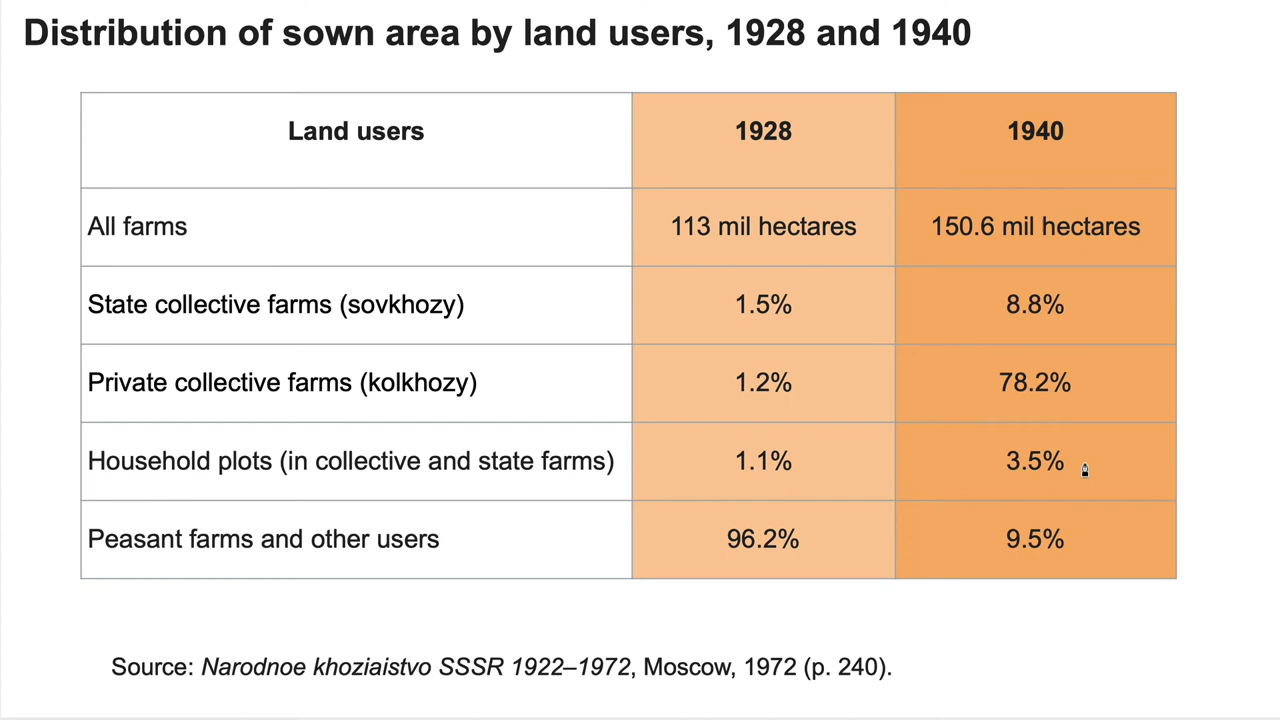 Distribution of sown area by land users, 1928 and 1940
Land users 1928 1940
All farms 113 mil hectares 150.6 mil hectares
State collective farms (sovkhozy) 1.5% 8.8%
Private collective farms (kolkhozy) 1.2% 78.2%
Household plots (in collective and state farms) 1.1% 3.5%
Peasant farms and other users 96.2% 9.5%
Source: Narodnoe khoziaistvo SSSR 1922–1972, Moscow, 1972 (p. 240).